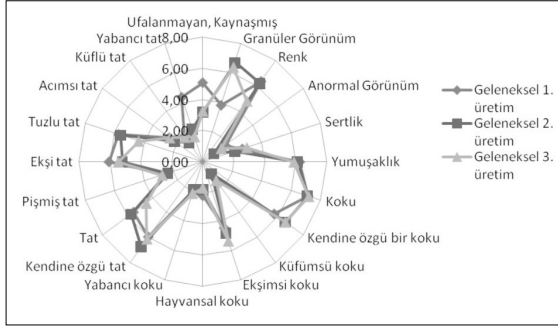 Ufalanmayan, Kaynaşmış
Granüler Görünüm
Renk
Anormal Görünüm
Sertlik
Yumuşaklık
Koku
Kendine özgü bir koku
Küfümsü koku
Ekşimsi koku
Hayvansal koku
Yabancı koku
Kendine özgü tat
Tat
Pişmiş tat
Ekşi tat
Tuzlu tat
Acımsı tat
Küflü tat
Yabancı tat
8,00
6,00
4,00
2,00
0,00
Geleneksel 1.
üretim
Geleneksel 2.
üretim
Geleneksel 3.
üretim